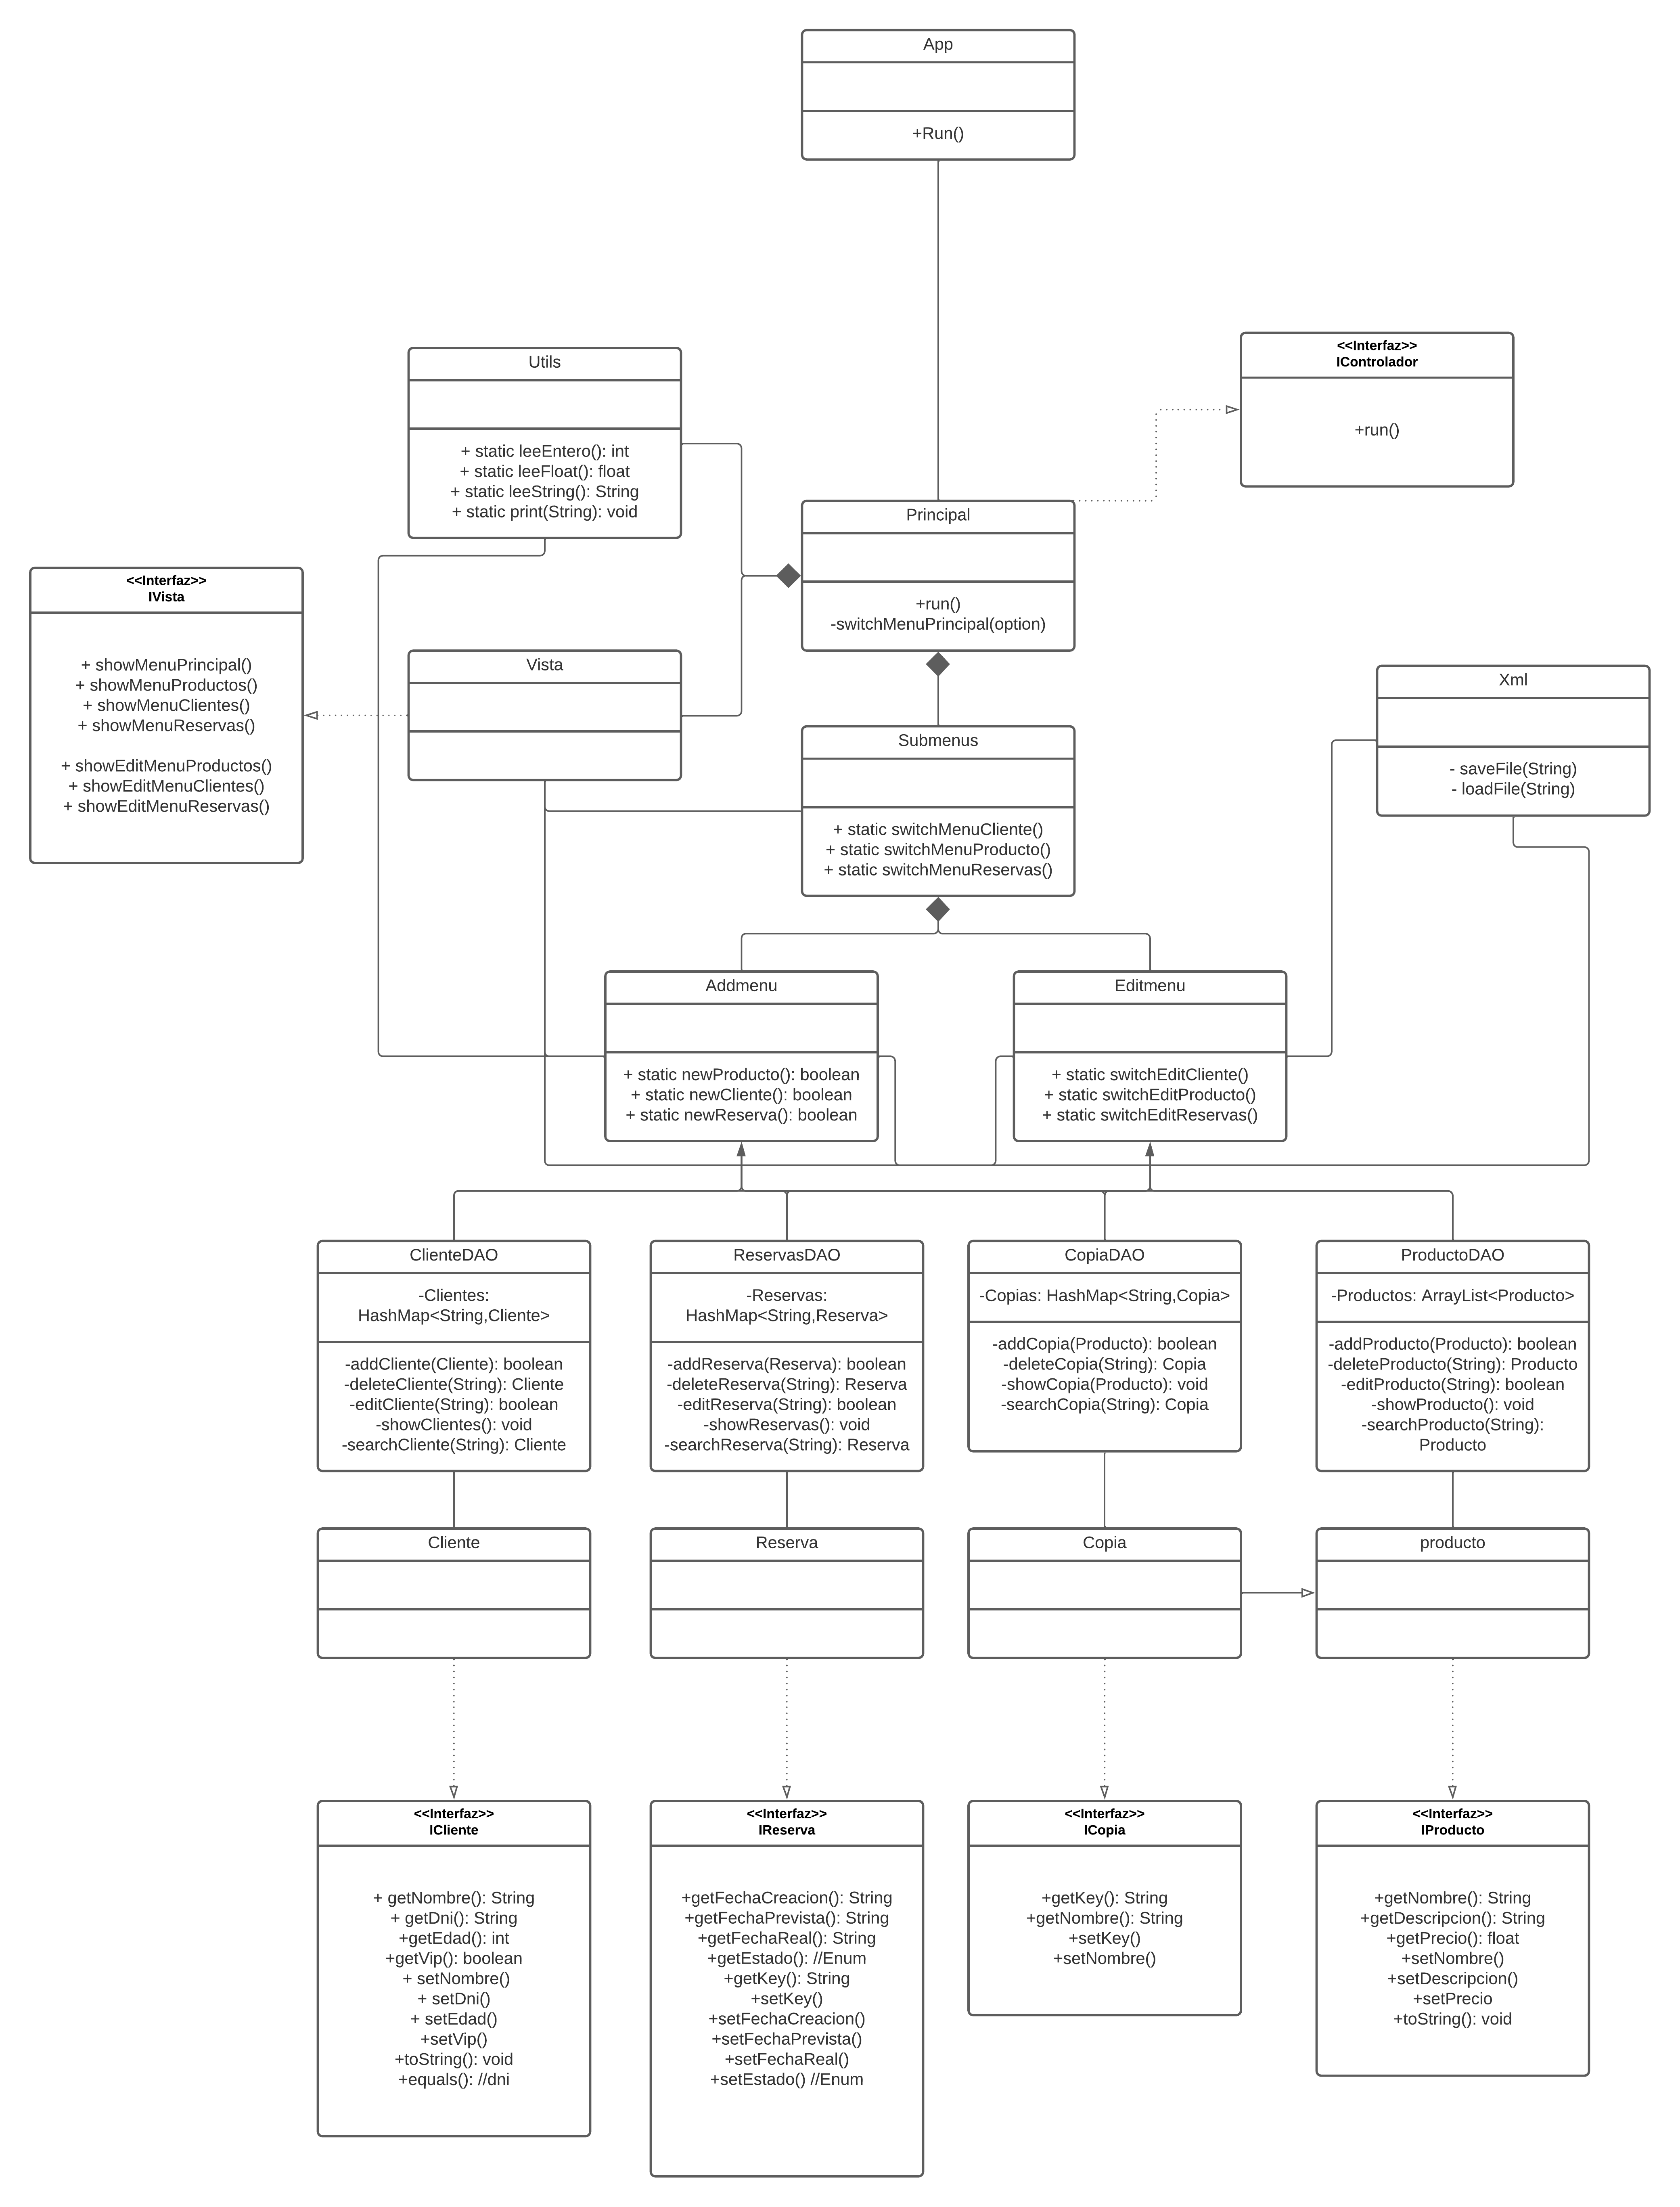 App
+Run()
Utils
+ static leeEntero(): int
+ static leeFloat(): float
+ static leeString(): String
+ static print(String): void
<<Interfaz>>
IControlador
+run()
Principal
+run()
-switchMenuPrincipal(option)
<<Interfaz>>
IVista
+ showMenuPrincipal()
+ showMenuProductos()
+ showMenuClientes()
+ showMenuReservas()
+ showEditMenuProductos()
+ showEditMenuClientes()
+ showEditMenuReservas()
Vista
Xml
- saveFile(String)
- loadFile(String)
Submenus
+ static switchMenuCliente()
+ static switchMenuProducto()
+ static switchMenuReservas()
Addmenu
+ static newProducto(): boolean
+ static newCliente(): boolean
+ static newReserva(): boolean
Editmenu
+ static switchEditCliente()
+ static switchEditProducto()
+ static switchEditReservas()
ClienteDAO
-Clientes:
HashMap<String,Cliente>
-addCliente(Cliente): boolean
-deleteCliente(String): Cliente
-editCliente(String): boolean
-showClientes(): void
-searchCliente(String): Cliente
ReservasDAO
-Reservas:
HashMap<String,Reserva>
-addReserva(Reserva): boolean
-deleteReserva(String): Reserva
-editReserva(String): boolean
-showReservas(): void
-searchReserva(String): Reserva
CopiaDAO
-Copias: HashMap<String,Copia>
-addCopia(Producto): boolean
-deleteCopia(String): Copia
-showCopia(Producto): void
-searchCopia(String): Copia
ProductoDAO
-Productos: ArrayList<Producto>
-addProducto(Producto): boolean
-deleteProducto(String): Producto
-editProducto(String): boolean
-showProducto(): void
-searchProducto(String):
Producto
Cliente
Reserva
Copia
producto
<<Interfaz>>
ICliente
+ getNombre(): String
+ getDni(): String
+getEdad(): int
+getVip(): boolean
+ setNombre()
+ setDni()
+ setEdad()
+setVip()
+toString(): void
+equals(): //dni
<<Interfaz>>
IReserva
+getFechaCreacion(): String
+getFechaPrevista(): String
+getFechaReal(): String
+getEstado(): //Enum
+getKey(): String
+setKey()
+setFechaCreacion()
+setFechaPrevista()
+setFechaReal()
+setEstado() //Enum
<<Interfaz>>
ICopia
+getKey(): String
+getNombre(): String
+setKey()
+setNombre()
<<Interfaz>>
IProducto
+getNombre(): String
+getDescripcion(): String
+getPrecio(): float
+setNombre()
+setDescripcion()
+setPrecio
+toString(): void